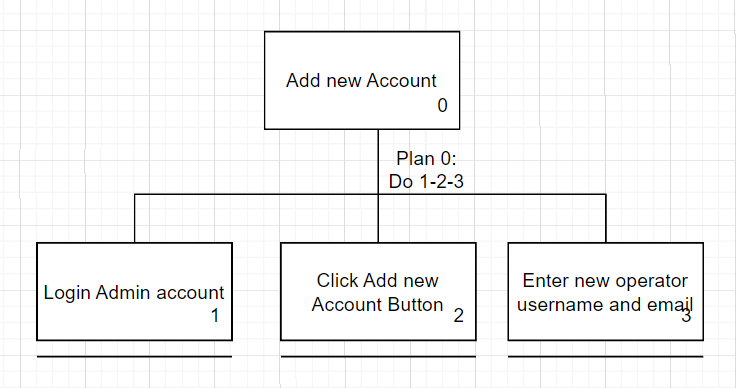 Add new Account
0
Plan 0:
Do 1-2-3
Login Admin account
1
Click Add new
Account Button
2
Enter new operator
username and email
3